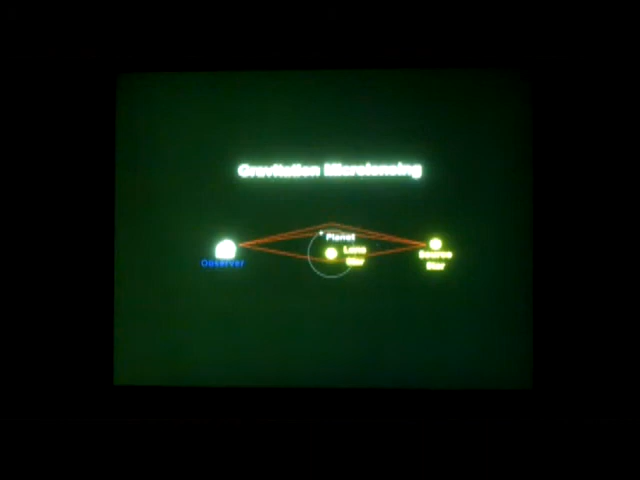 Gravitation Microlensing
Planet
Lens
Star
Observer
Source
Star